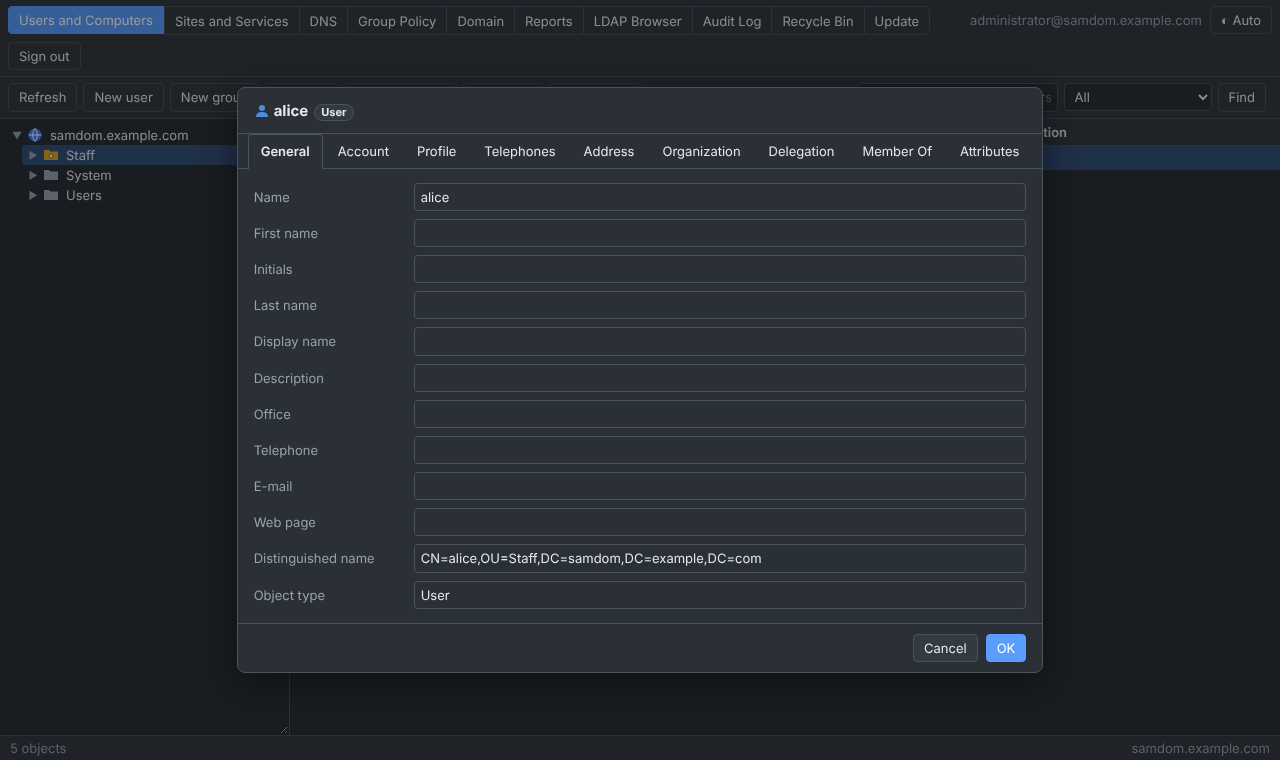 Users and Computers Sites and Services DNS Group Policy Domain Reports LDAP Browser Audit Log Recycle Bin Update administrator@samdom.example.com Auto
Sign out
Refresh New user New All Find
samdom.example.com
Staff
System
Users
alice User
General Account Profile Telephones Address Organization Delegation Member Of Attributes
Name alice
First name
Initials
Last name
Display name
Description
Office
Telephone
E-mail
Web page
Distinguished name CN=alice,OU=Staff,DC=samdom,DC=example,DC=com
Object type User
Cancel OK
5 objects samdom.example.com